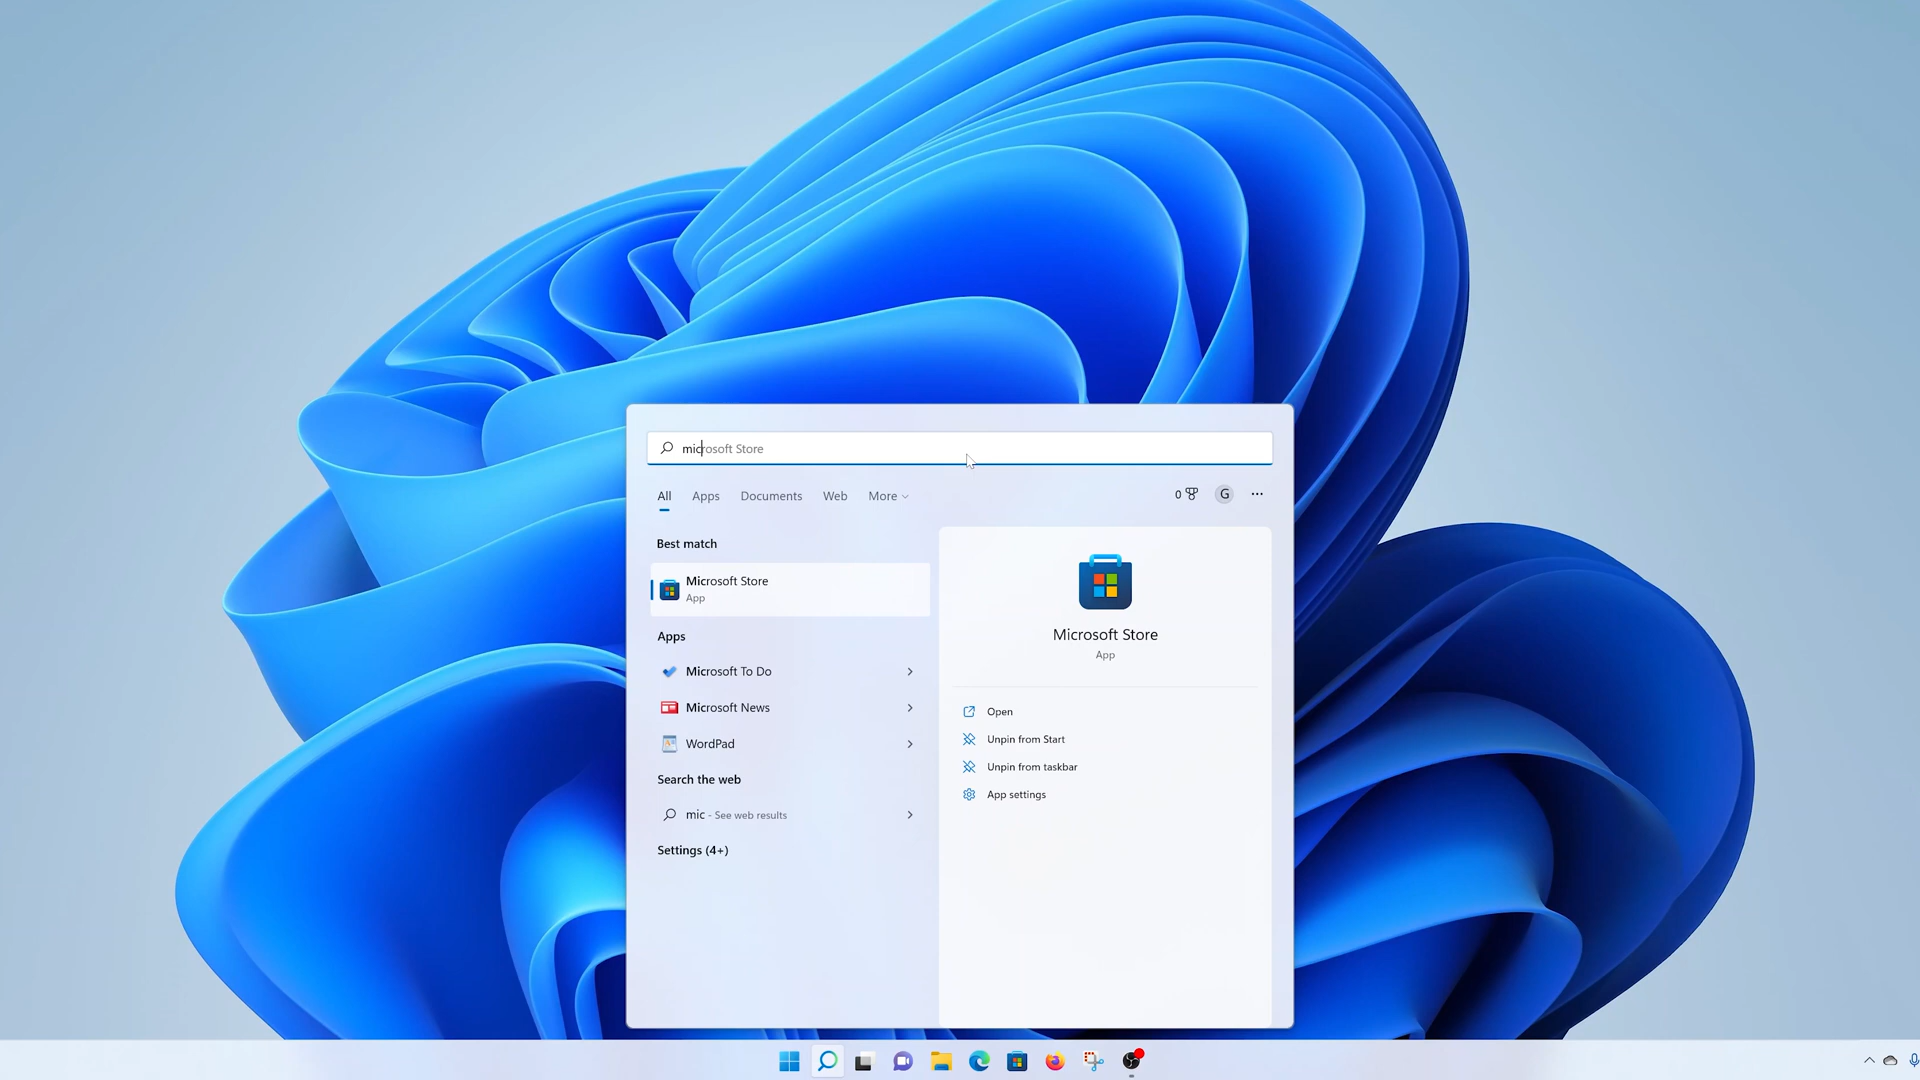 microsoft Store
All Apps Documents Web More
0 G ...
Best match
Microsoft Store
App
Apps
Microsoft To Do
Microsoft News
WordPad
Search the web
mic - See web results
Settings (4+)
Microsoft Store
App
Open
Unpin from Start
Unpin from taskbar
App settings